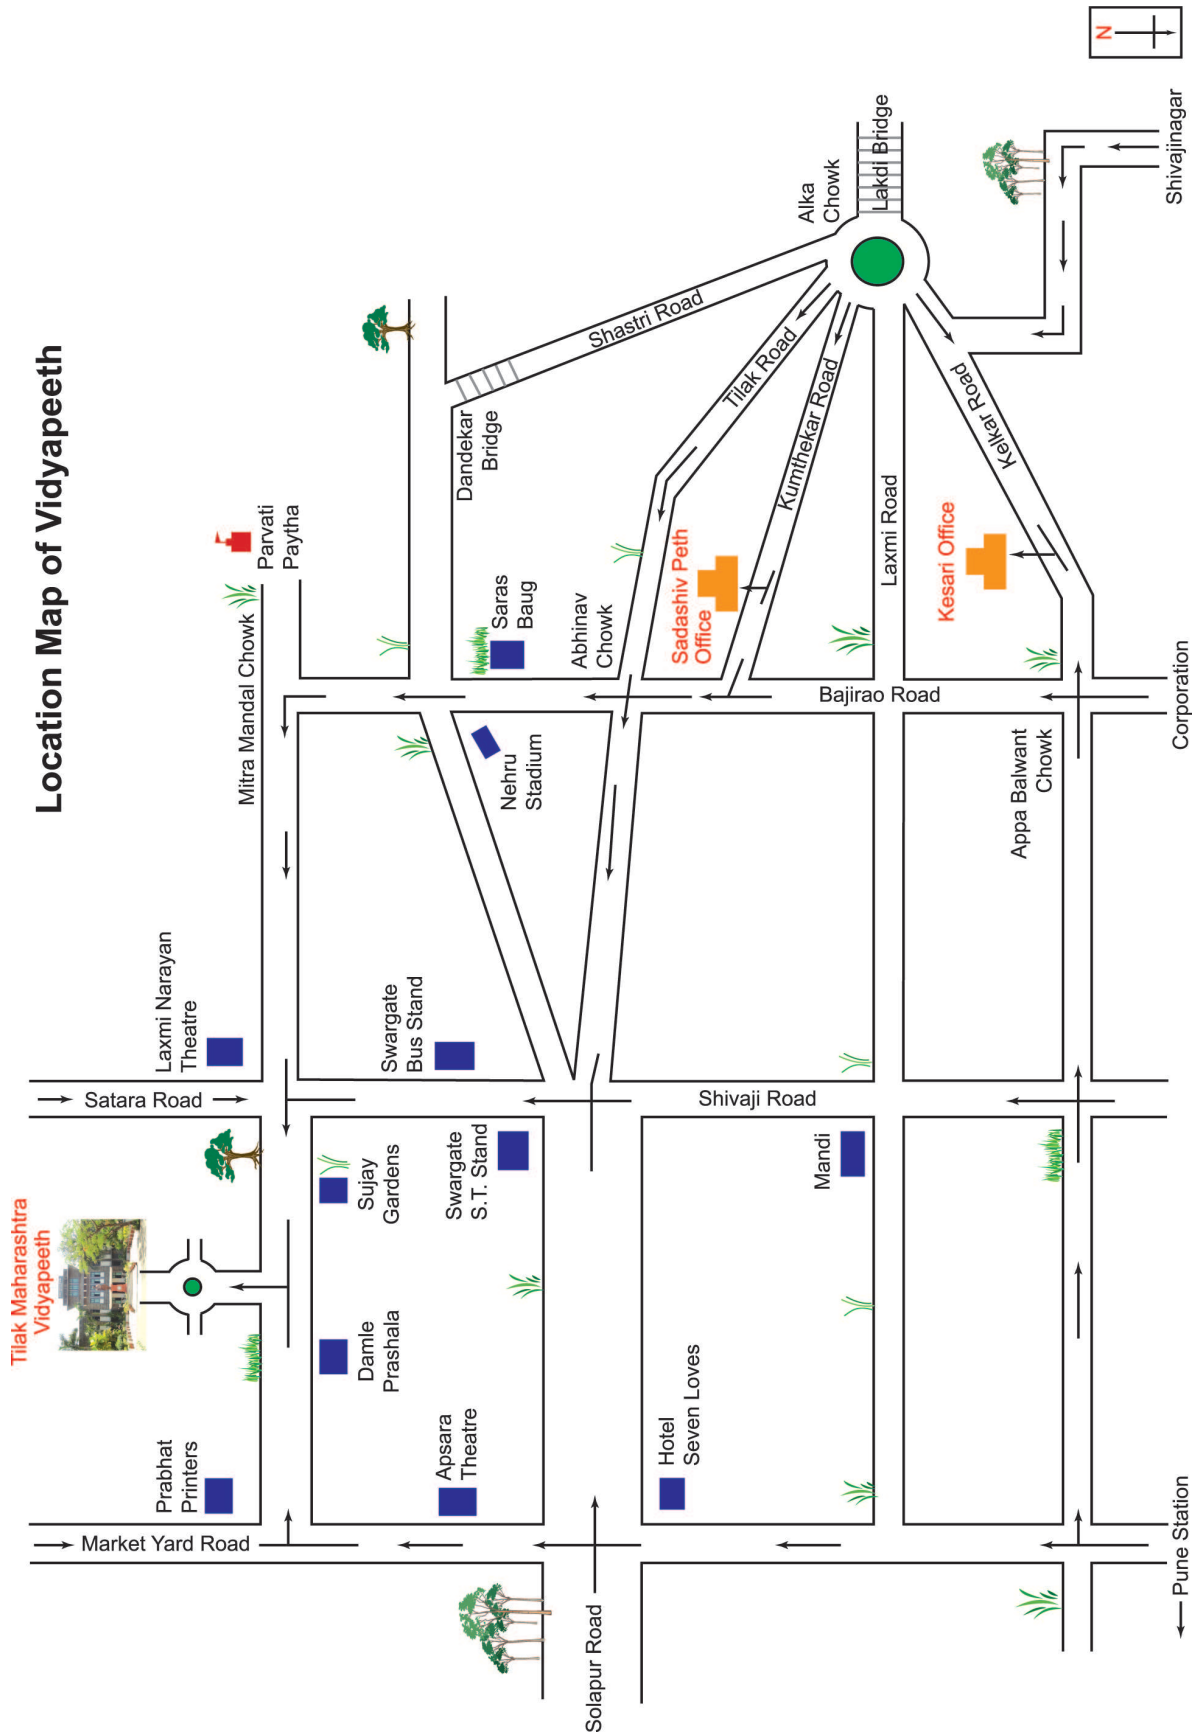 Location Map of Vidyapeeth
N
Tilak Maharashtra
Vidyapeeth
Prabhat
Printers
Market Yard Road
Laxmi Narayan
Theatre
Satara Road
Mitra Mandal Chowk
Parvati
Paytha
Damle
Prashala
Sujay
Gardens
Apsara
Theatre
Swargate
S.T. Stand
Swargate
Bus Stand
Nehru
Stadium
Saras
Baug
Dandekar
Bridge
Shastri Road
Abhinav
Chowk
Solapur Road
Hotel
Seven Loves
Shivaji Road
Mandi
Sadashiv Peth
Office
Tilak Road
Kumthekar Road
Alka
Chowk
Lakdi Bridge
Laxmi Road
Bajirao Road
Kesari Office
Kelkar Road
Appa Balwant
Chowk
Pune Station
Corporation
Shivajinagar